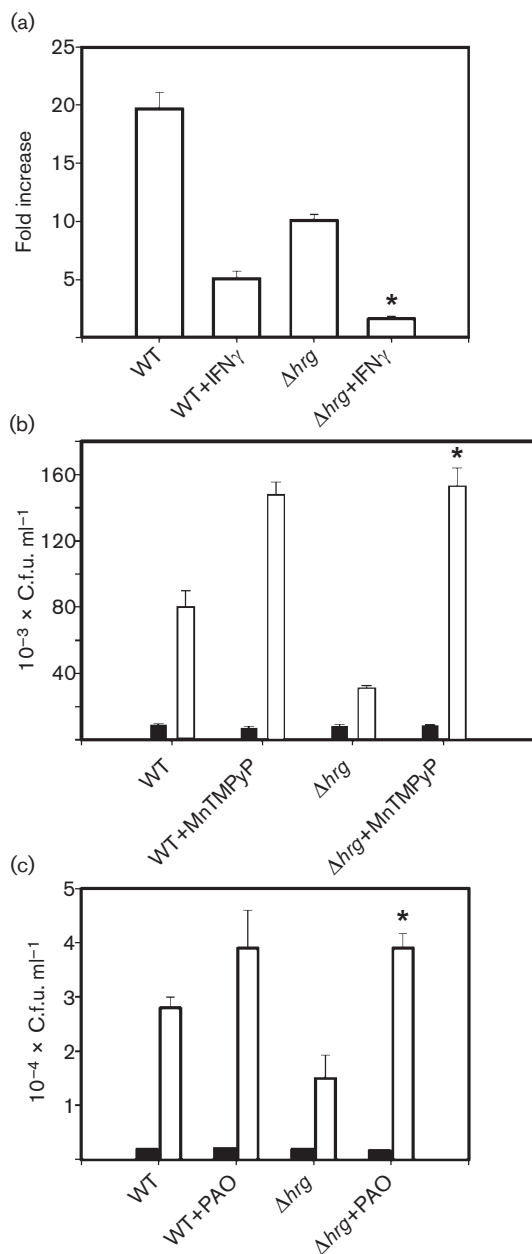 (a)
Fold increase
25
20
15
10
5
*
WT
WT+IFNγ
Δhrg
Δhrg+IFNγ
(b)
10⁻³ × C.f.u. ml⁻¹
160
120
80
40
*
WT
WT+MnTMPyP
Δhrg
Δhrg+MnTMPyP
(c)
10⁻⁴ × C.f.u. ml⁻¹
5
4
3
2
1
*
WT
WT+PAO
Δhrg
Δhrg+PAO